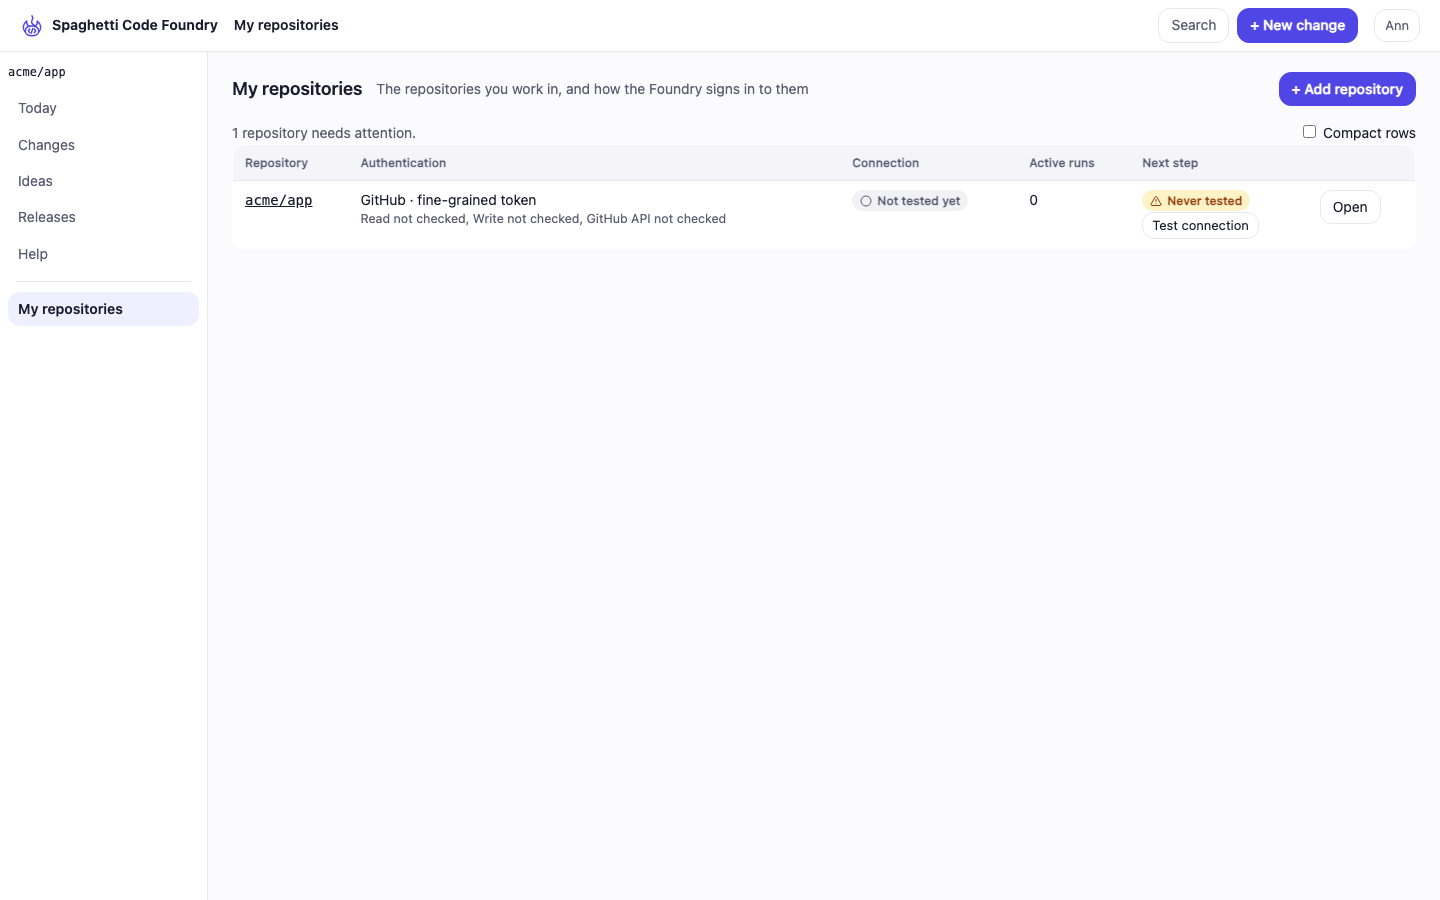 Spaghetti Code Foundry My repositories Search + New change Ann
acme/app
Today
Changes
Ideas
Releases
Help
My repositories
My repositories The repositories you work in, and how the Foundry signs in to them + Add repository
1 repository needs attention. Compact rows
Repository Authentication Connection Active runs Next step
acme/app GitHub · fine-grained token Not tested yet 0 Never tested Open
Read not checked, Write not checked, GitHub API not checked Test connection